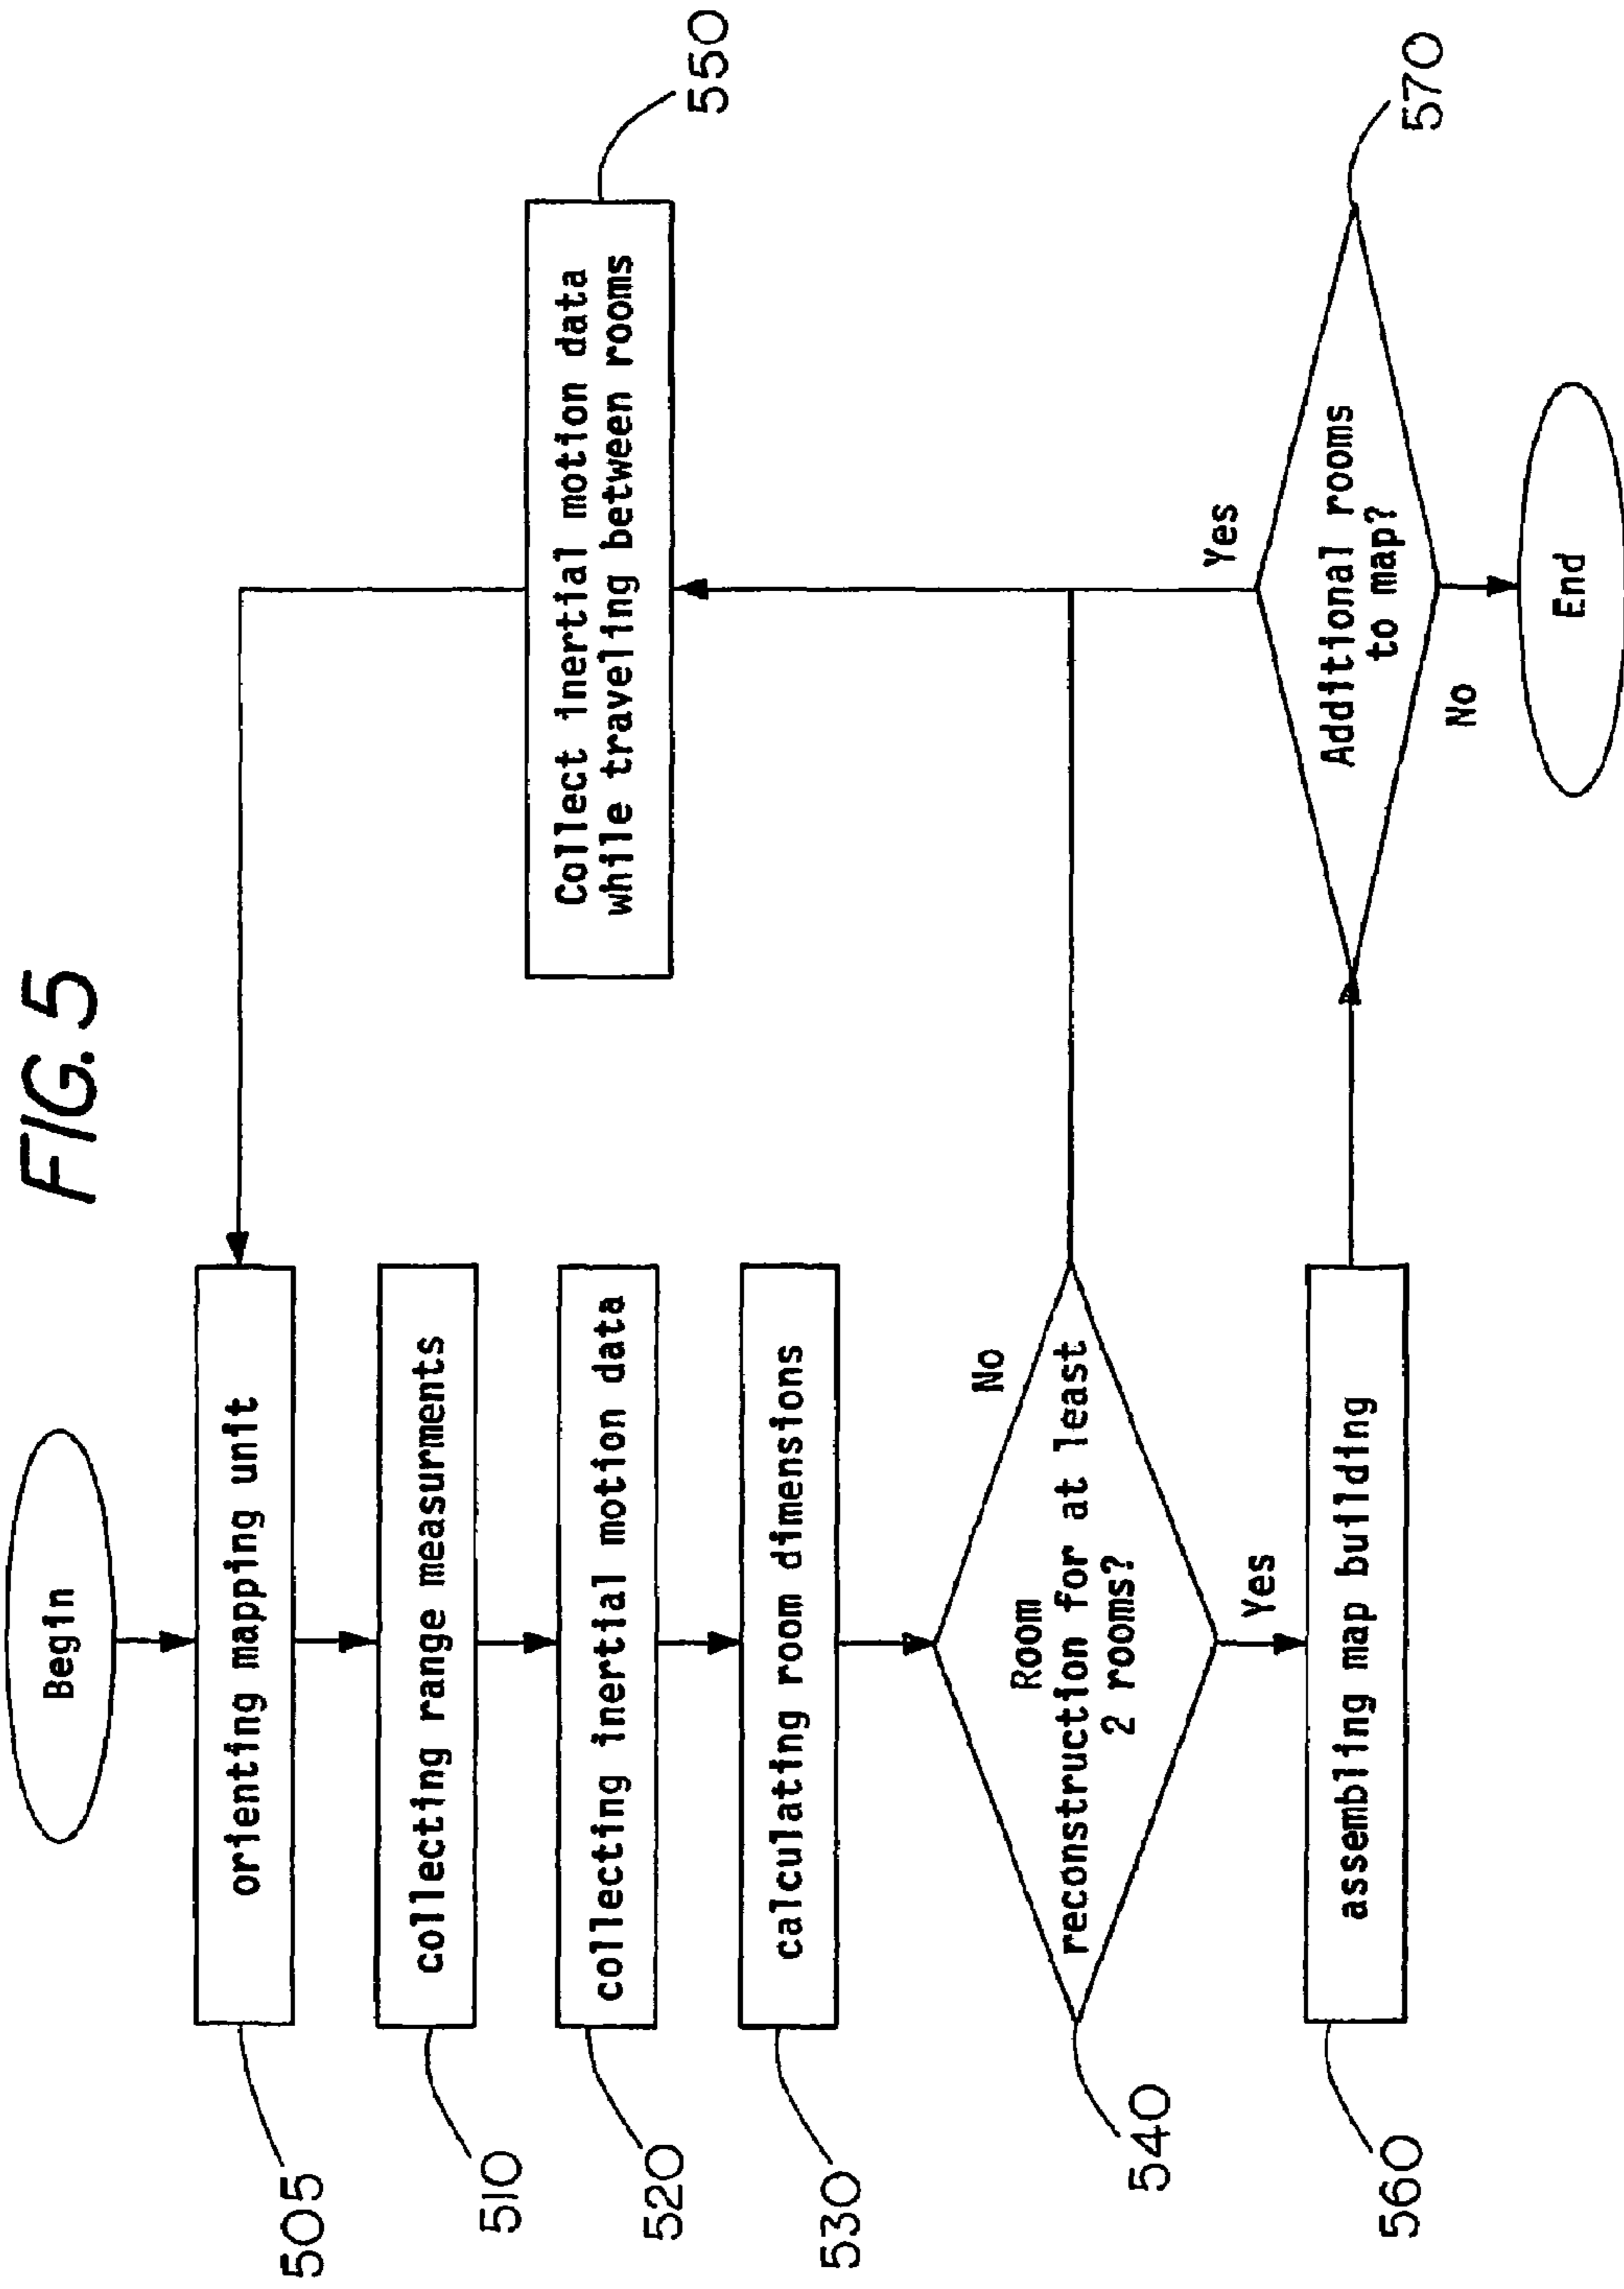 FIG. 5
Begin
orienting mapping unit
505
collecting range measurments
510
collecting inertial motion data
520
calculating room dimensions
530
Room
reconstruction for at least
2 rooms?
540
No
Yes
Collect inertial motion data
while traveling between rooms
550
assembling map building
560
Additional rooms
to map?
570
Yes
No
End